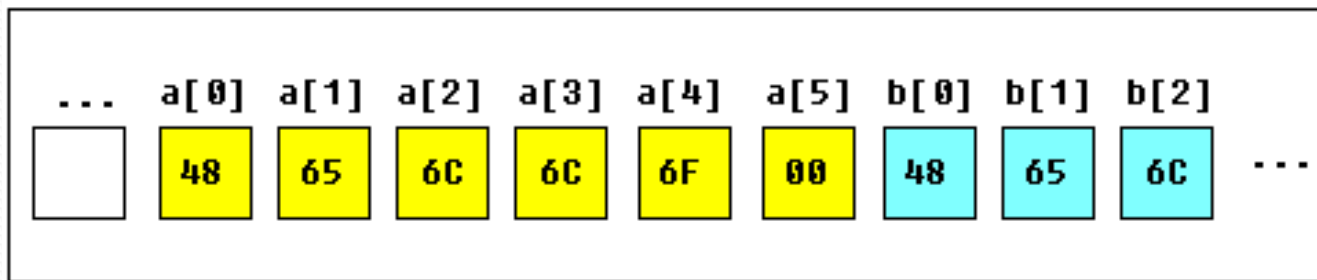 ... a[0] a[1] a[2] a[3] a[4] a[5] b[0] b[1] b[2]
48 65 6C 6C 6F 00 48 65 6C ...